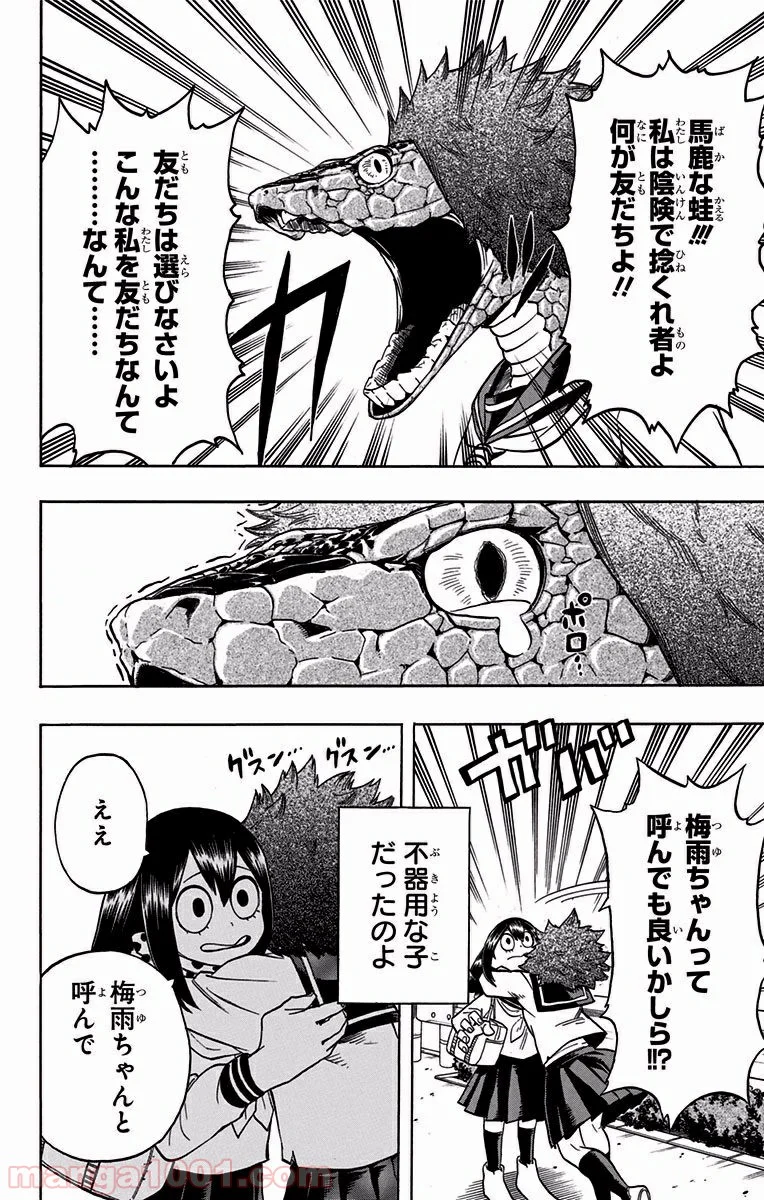 馬鹿な蛙!!!
私は陰険で捻くれ者よ
何が友だちよ!!
カ
友だちは選びなさいよ
こんな私を友だちなんて
………なんて……
ポロ…
梅雨ちゃんって
呼んでも良いかしら!!?
ガバ
グスン…
グスン…
不器用な子
だったのよ
ええ
梅雨ちゃんと
呼んで
manga1001.com